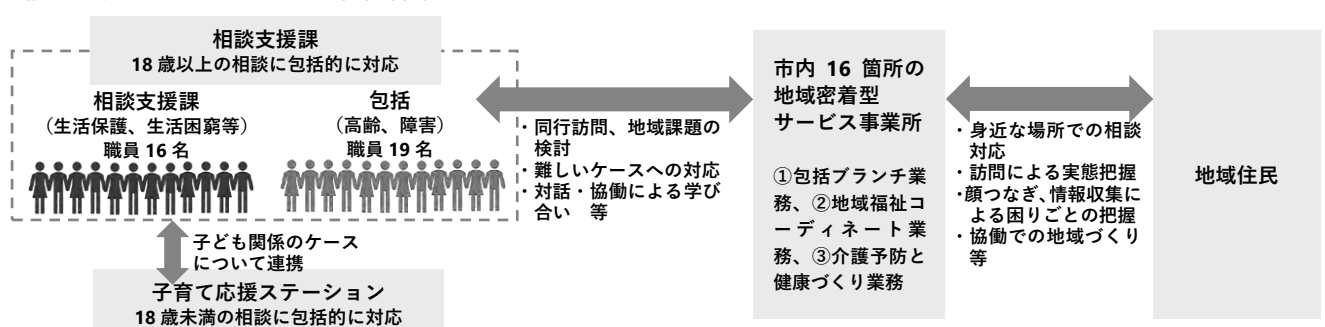 相談支援課
18 歳以上の相談に包括的に対応
相談支援課
（生活保護、生活困窮等）
職員 16 名
包括
（高齢、障害）
職員 19 名
子ども関係のケース
について連携
子育て応援ステーション
18 歳未満の相談に包括的に対応
・同行訪問、地域課題の
検討
・難しいケースへの対応
・対話・協働による学び
合い　等
市内 16 箇所の
地域密着型
サービス事業所
①包括ブランチ業
務、②地域福祉コ
ーディネート業
務、③介護予防と
健康づくり業務
・身近な場所での相談
対応
・訪問による実態把握
・顔つなぎ、情報収集に
よる困りごとの把握
・協働での地域づくり
等
地域住民